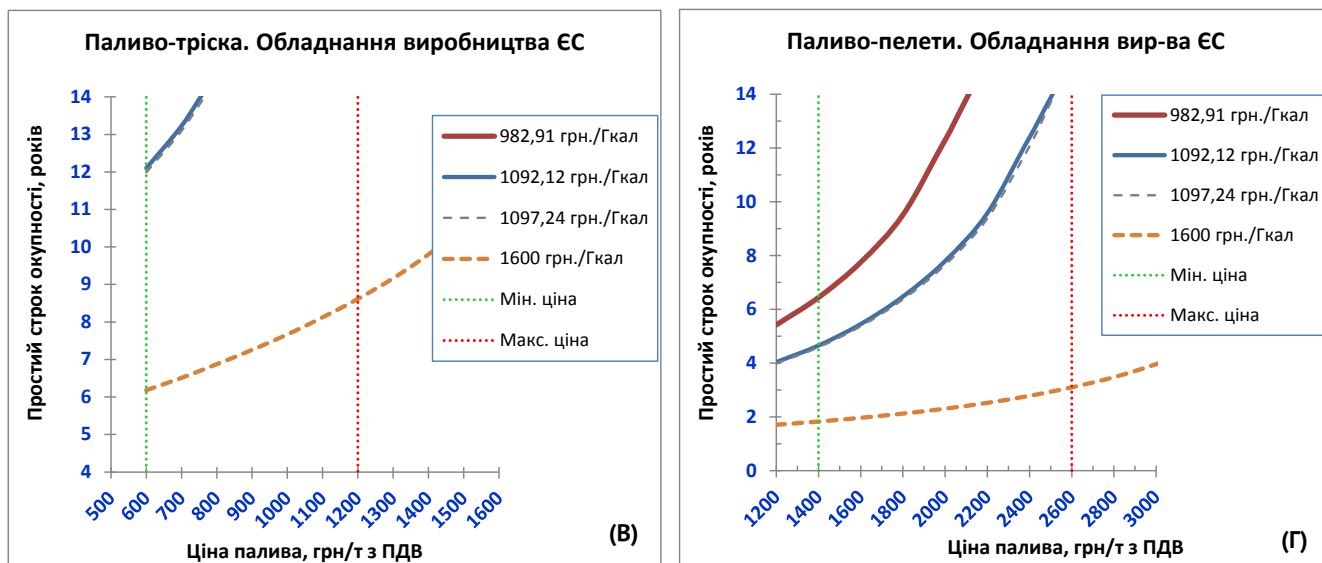 Паливо-тріска. Обладнання виробництва ЄС
Простий строк окупності, років
14
13
12
11
10
9
8
7
6
5
4
500
600
700
800
900
1000
1100
1200
1300
1400
1500
1600
Ціна палива, грн/т з ПДВ
982,91 грн./Гкал
1092,12 грн./Гкал
1097,24 грн./Гкал
1600 грн./Гкал
Мін. ціна
Макс. ціна
(В)
Паливо-пелети. Обладнання вир-ва ЄС
Простий строк окупності, років
14
12
10
8
6
4
2
0
1200
1400
1600
1800
2000
2200
2400
2600
2800
3000
Ціна палива, грн/т з ПДВ
982,91 грн./Гкал
1092,12 грн./Гкал
1097,24 грн./Гкал
1600 грн./Гкал
Мін. ціна
Макс. ціна
(Г)